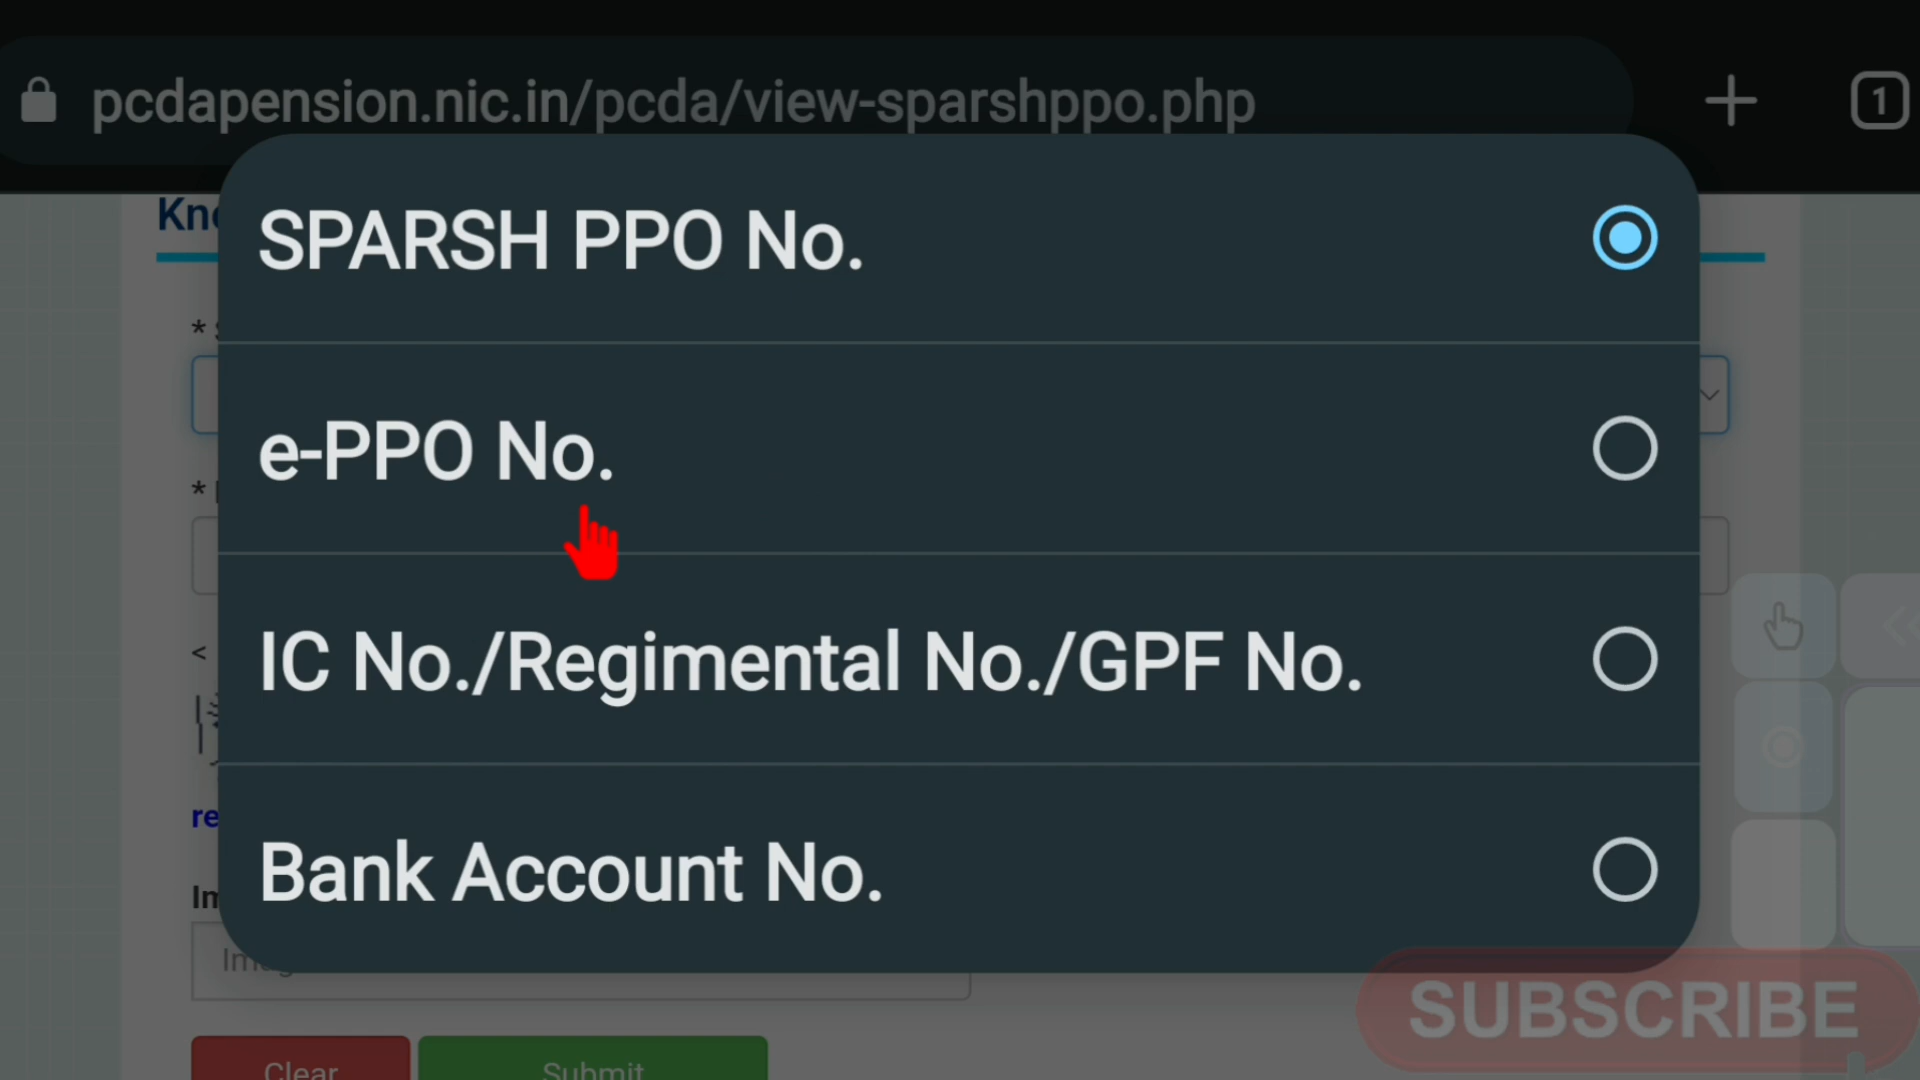 pcdapension.nic.in/pcda/view-sparshppo.php
1
SPARSH PPO No.
e-PPO No.
IC No./Regimental No./GPF No.
Bank Account No.
SUBSCRIBE
Clear
Submit